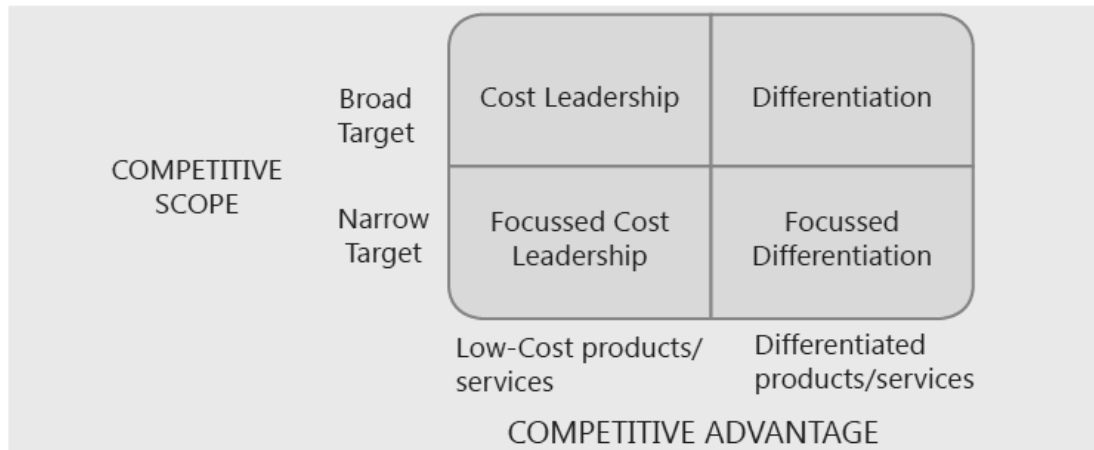 Broad
Target
Cost Leadership
Differentiation
COMPETITIVE
SCOPE
Narrow
Target
Focussed Cost
Leadership
Focussed
Differentiation
Low-Cost products/
services
Differentiated
products/services
COMPETITIVE ADVANTAGE